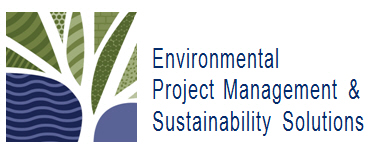 Environmental
Project Management &
Sustainability Solutions